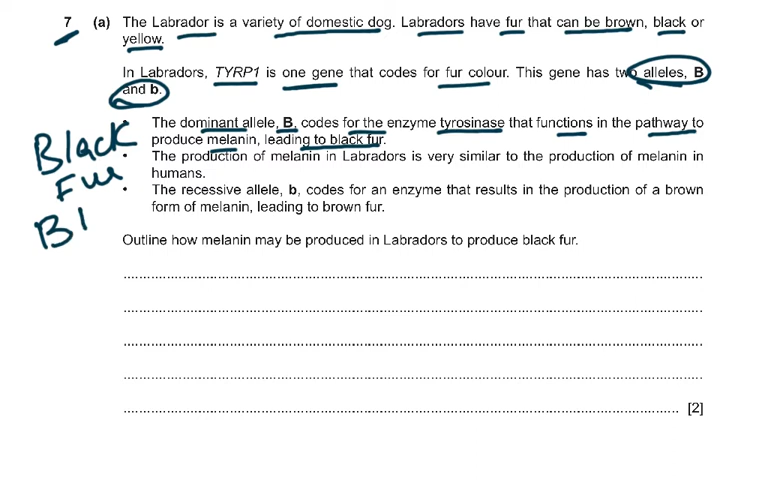 7 (a) The Labrador is a variety of domestic dog. Labradors have fur that can be brown, black or
yellow.
In Labradors, TYRP1 is one gene that codes for fur colour. This gene has two alleles, B
and b.
• The dominant allele, B, codes for the enzyme tyrosinase that functions in the pathway to
produce melanin, leading to black fur.
• The production of melanin in Labradors is very similar to the production of melanin in
humans.
• The recessive allele, b, codes for an enzyme that results in the production of a brown
form of melanin, leading to brown fur.
Black
Fur
B
Outline how melanin may be produced in Labradors to produce black fur.
[2]